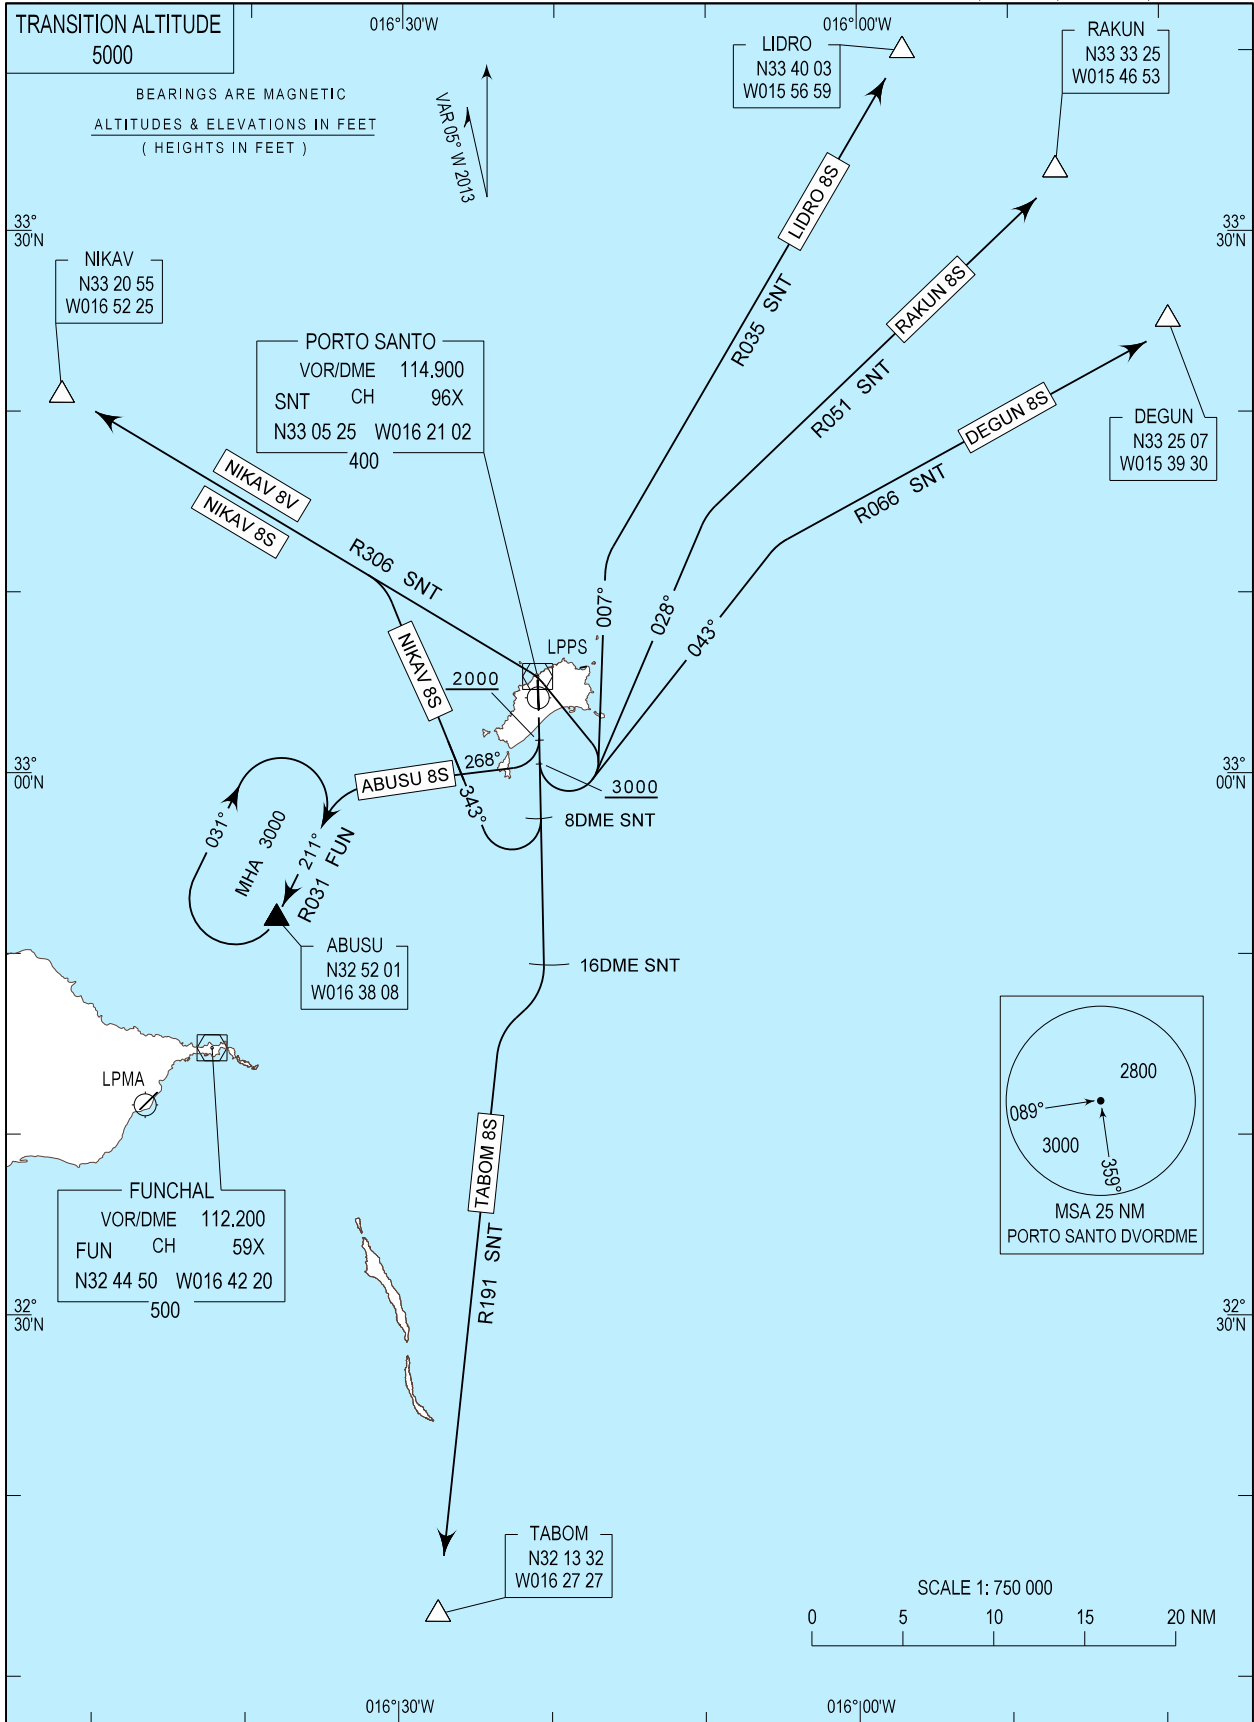 016°30'W
016°00'W
TRANSITION ALTITUDE
5000
BEARINGS ARE MAGNETIC
ALTITUDES & ELEVATIONS IN FEET
( HEIGHTS IN FEET )
VAR 05° W 2013
LIDRO
N33 40 03
W015 56 59
RAKUN
N33 33 25
W015 46 53
33°
30'N
33°
30'N
NIKAV
N33 20 55
W016 52 25
LIDRO 8S
R035 SNT
RAKUN 8S
R051 SNT
DEGUN 8S
R066 SNT
DEGUN
N33 25 07
W015 39 30
PORTO SANTO
VOR/DME 114.900
SNT CH 96X
N33 05 25 W016 21 02
400
NIKAV 8V
NIKAV 8S
R306 SNT
007°
028°
043°
LPPS
NIKAV 8S
2000
268°
ABUSU 8S
343°
3000
8DME SNT
33°
00'N
33°
00'N
031°
MHA 3000
211°
R031 FUN
ABUSU
N32 52 01
W016 38 08
16DME SNT
LPMA
FUNCHAL
VOR/DME 112.200
FUN CH 59X
N32 44 50 W016 42 20
500
TABOM 8S
R191 SNT
2800
089°
3000
359°
MSA 25 NM
PORTO SANTO DVORDME
32°
30'N
32°
30'N
TABOM
N32 13 32
W016 27 27
SCALE 1: 750 000
0 5 10 15 20 NM
016°30'W
016°00'W